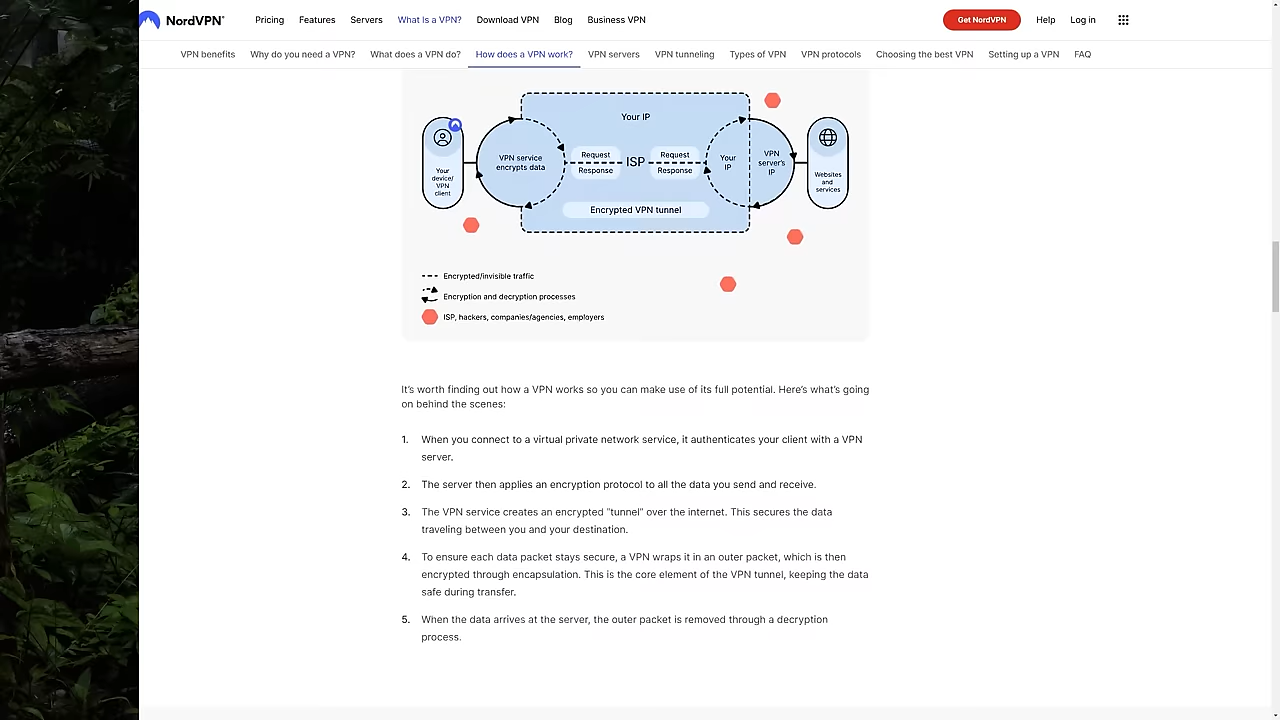 NordVPN®
Pricing
Features
Servers
What is a VPN?
Download VPN
Blog
Business VPN
Get NordVPN
Help
Log in
VPN benefits
Why do you need a VPN?
What does a VPN do?
How does a VPN work?
VPN servers
VPN tunneling
Types of VPN
VPN protocols
Choosing the best VPN
Setting up a VPN
FAQ
Your
device/
VPN
client
VPN service
encrypts data
Your IP
Request
Response
ISP
Request
Response
Encrypted VPN tunnel
Your
IP
VPN
server's
IP
Websites
and
services
Encrypted/invisible traffic
Encryption and decryption processes
ISP, hackers, companies/agencies, employers
It's worth finding out how a VPN works so you can make use of its full potential. Here's what's going
on behind the scenes:
1. When you connect to a virtual private network service, it authenticates your client with a VPN
server.
2. The server then applies an encryption protocol to all the data you send and receive.
3. The VPN service creates an encrypted "tunnel" over the internet. This secures the data
traveling between you and your destination.
4. To ensure each data packet stays secure, a VPN wraps it in an outer packet, which is then
encrypted through encapsulation. This is the core element of the VPN tunnel, keeping the data
safe during transfer.
5. When the data arrives at the server, the outer packet is removed through a decryption
process.